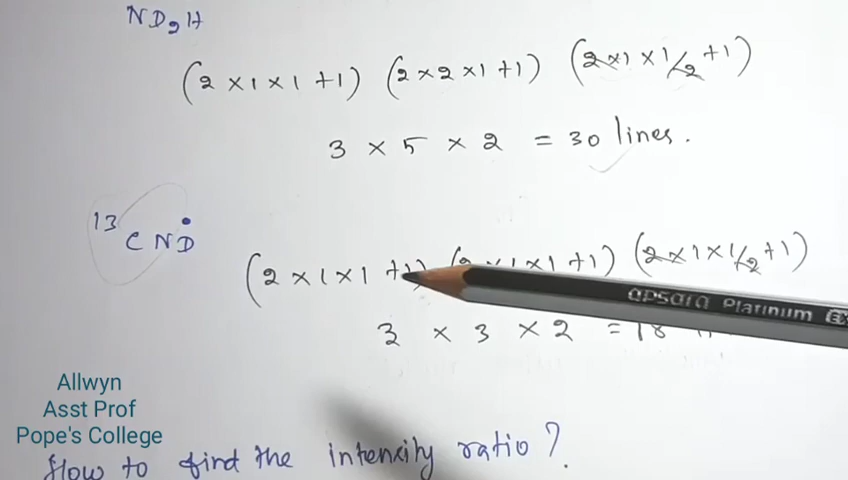 ND₂H
(2 × 1 × 1 + 1) (2 × 2 × 1 + 1) (2 × 1 × 1/2 + 1)
3 × 5 × 2 = 30 lines.
¹³CND
(2 × 1 × 1 + 1) (2 × 1 × 1 + 1) (2 × 1 × 1/2 + 1)
apsara Platinum
3 × 3 × 2 = 18
Allwyn
Asst Prof
Pope's College
How to find the intensity ratio?